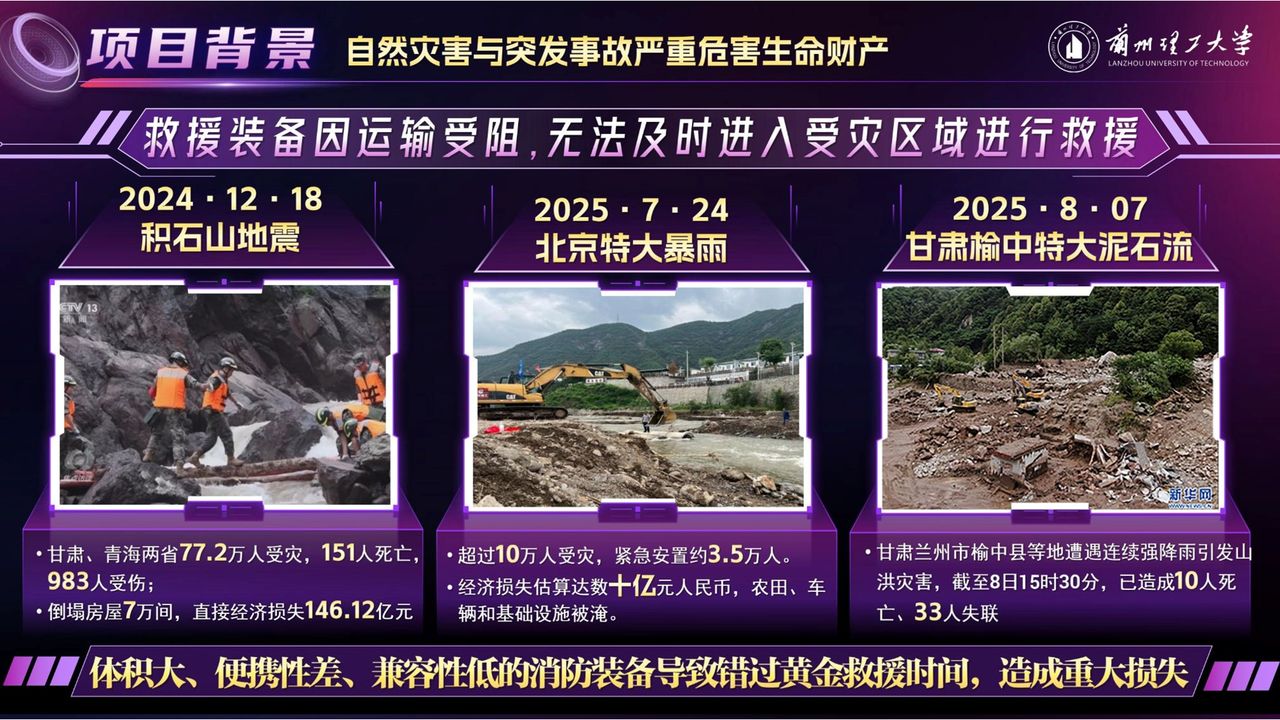 项目背景
自然灾害与突发事故严重危害生命财产
兰州理工大学
LANZHOU UNIVERSITY OF TECHNOLOGY
救援装备因运输受阻,无法及时进入受灾区域进行救援
2024·12·18
积石山地震
CCTV 13
新闻
• 甘肃、青海两省77.2万人受灾，151人死亡，
983人受伤；
• 倒塌房屋7万间，直接经济损失146.12亿元
2025·7·24
北京特大暴雨
CAT
CAT
• 超过10万人受灾，紧急安置约3.5万人。
• 经济损失估算达数十亿元人民币，农田、车
辆和基础设施被淹。
2025·8·07
甘肃榆中特大泥石流
新华网
• 甘肃兰州市榆中县等地遭遇连续强降雨引发山
洪灾害，截至8日15时30分，已造成10人死
亡、33人失联
体积大、便携性差、兼容性低的消防装备导致错过黄金救援时间，造成重大损失